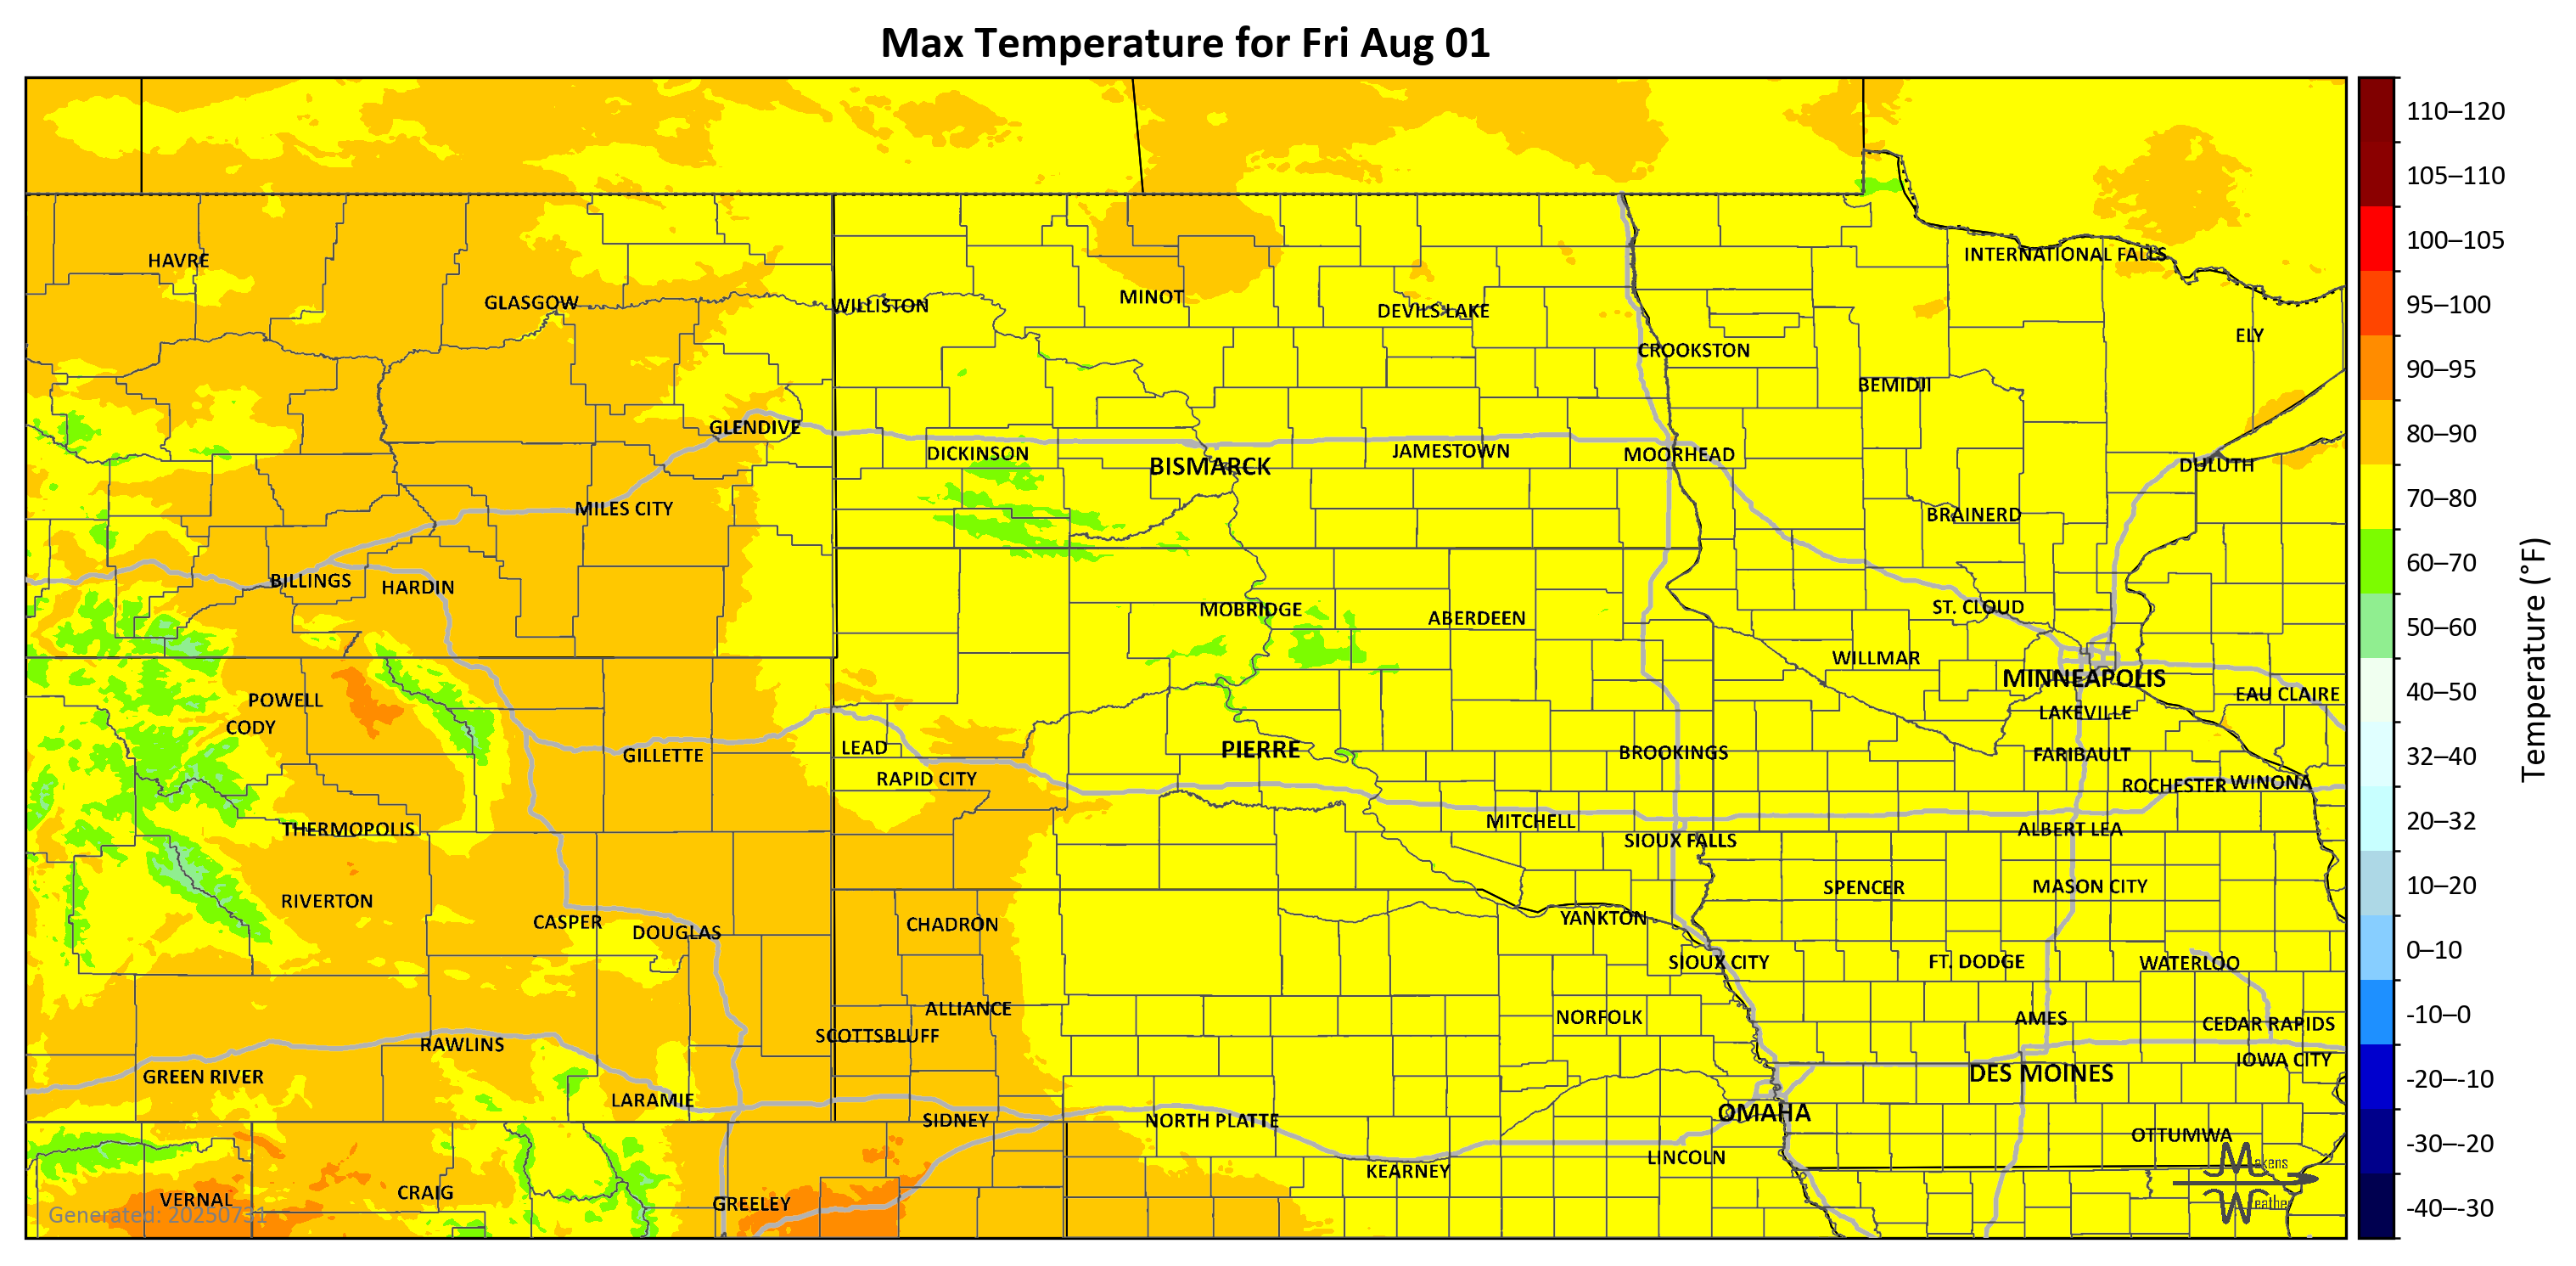 Max Temperature for Fri Aug 01
110–120
105–110
100–105
95–100
90–95
80–90
70–80
60–70
50–60
40–50
32–40
20–32
10–20
0–10
-10–0
-20–-10
-30–-20
-40–-30
Temperature (°F)
HAVRE
INTERNATIONAL FALLS
GLASGOW
WILLISTON
MINOT
DEVILS LAKE
ELY
CROOKSTON
BEMIDJI
GLENDIVE
DICKINSON
BISMARCK
JAMESTOWN
MOORHEAD
DULUTH
MILES CITY
BRAINERD
BILLINGS
HARDIN
MOBRIDGE
ABERDEEN
ST. CLOUD
WILLMAR
MINNEAPOLIS
EAU CLAIRE
POWELL
CODY
LAKEVILLE
GILLETTE
LEAD
PIERRE
BROOKINGS
FARIBAULT
RAPID CITY
ROCHESTER
WINONA
THERMOPOLIS
MITCHELL
SIOUX FALLS
ALBERT LEA
RIVERTON
SPENCER
MASON CITY
CASPER
DOUGLAS
CHADRON
YANKTON
SIOUX CITY
FT. DODGE
WATERLOO
ALLIANCE
NORFOLK
AMES
CEDAR RAPIDS
RAWLINS
SCOTTSBLUFF
IOWA CITY
GREEN RIVER
DES MOINES
LARAMIE
SIDNEY
NORTH PLATTE
OMAHA
OTTUMWA
KEARNEY
LINCOLN
VERNAL
CRAIG
GREELEY
Generated: 20250731
Makens
Weather